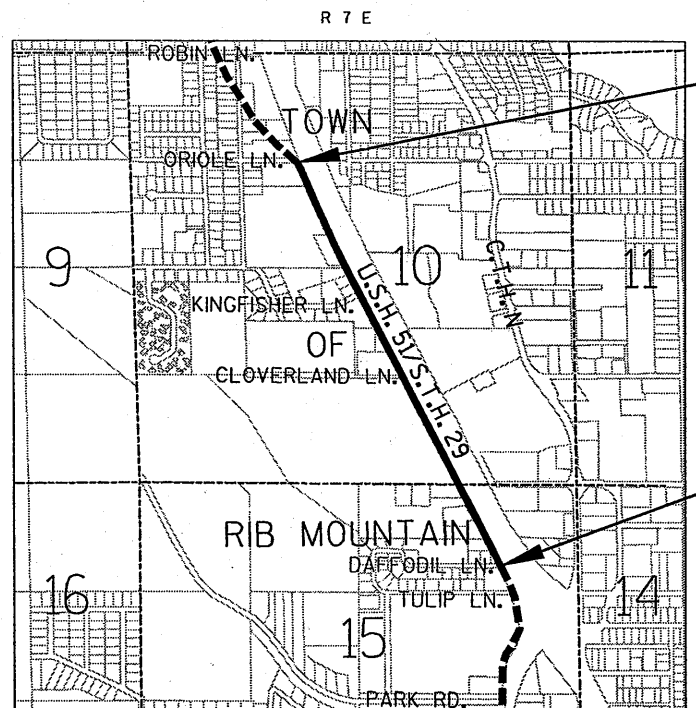 R 7 E
ROBIN LN.
TOWN
ORIOLE LN.
9
10
11
C.T.H. N
U.S.H. 51/S.T.H. 29
KINGFISHER LN.
OF
CLOVERLAND LN.
RIB MOUNTAIN
DAFFODIL LN.
16
TULIP LN.
14
15
PARK RD.